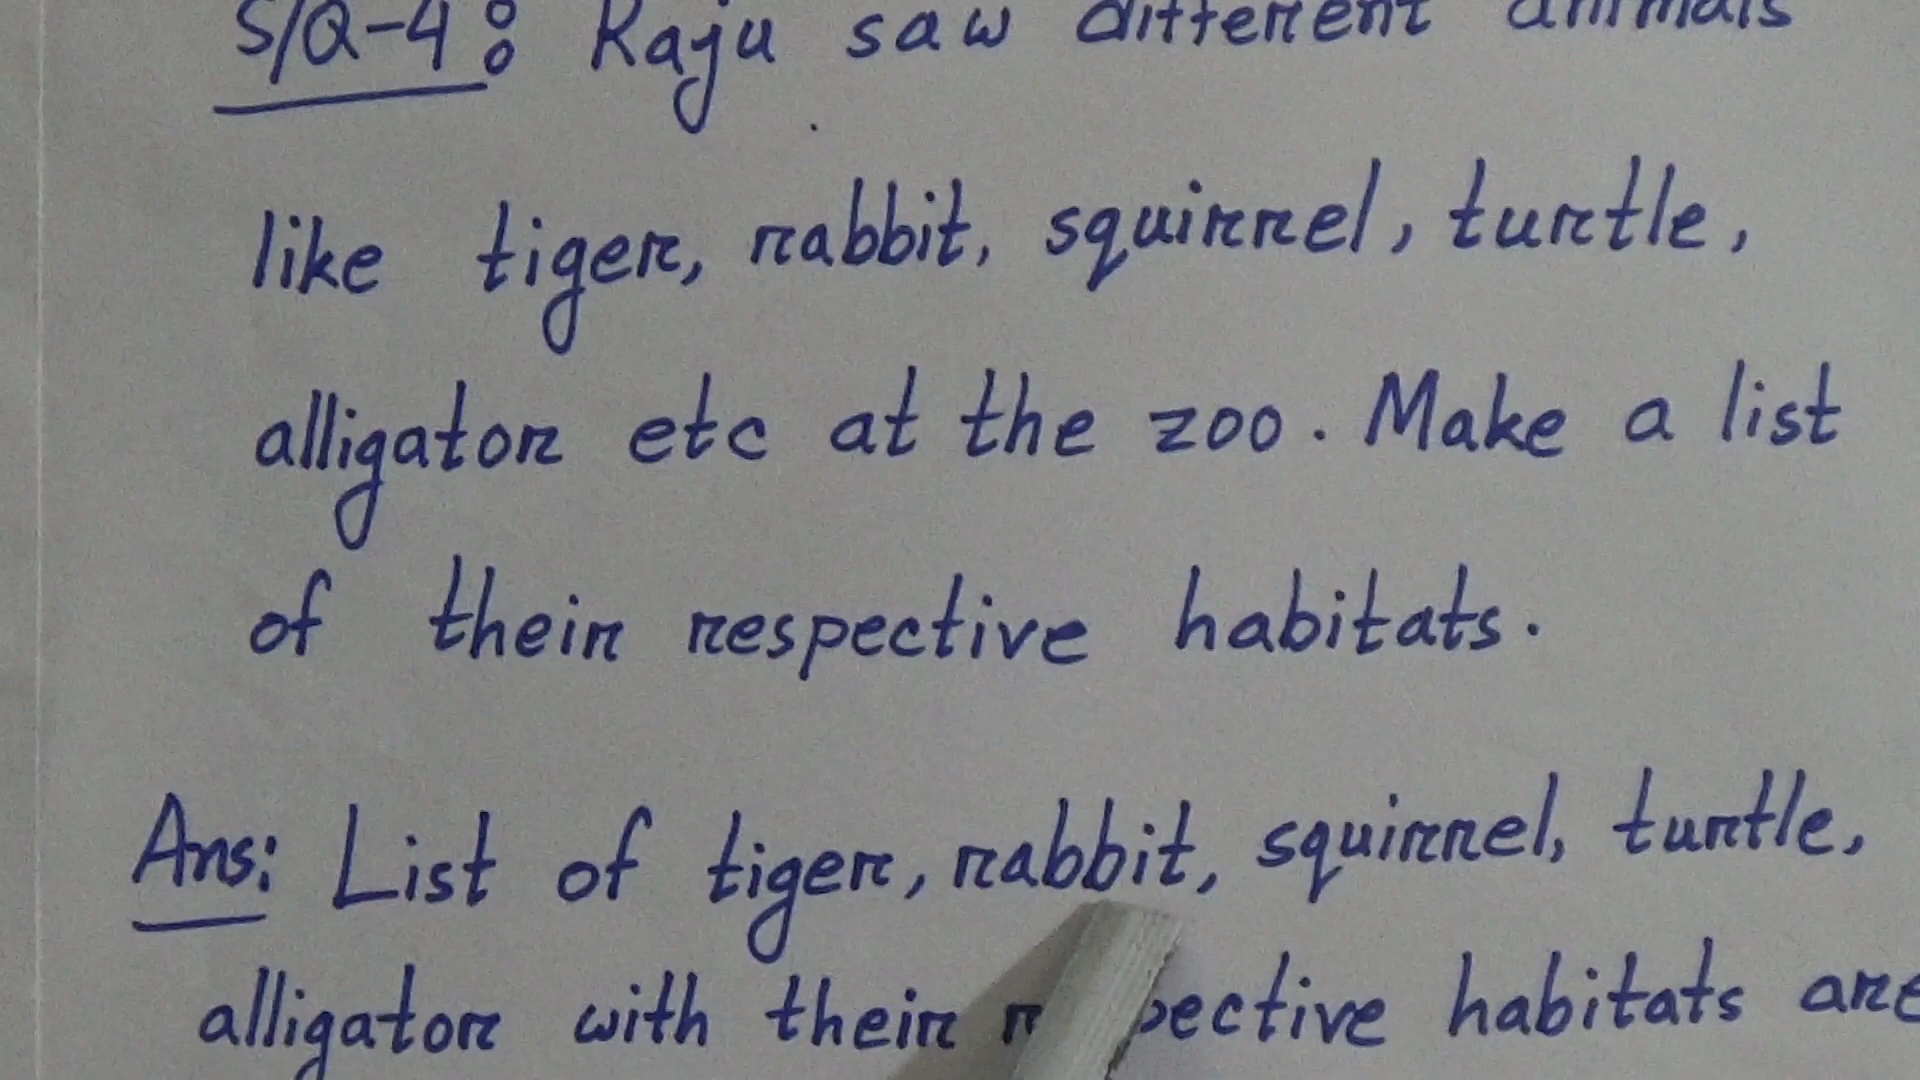 S/Q-4: Raju saw different animals
like tiger, rabbit, squirrel, turtle,
alligator etc at the zoo. Make a list
of their respective habitats.
Ans: List of tiger, rabbit, squirrel, turtle,
alligator with their respective habitats are